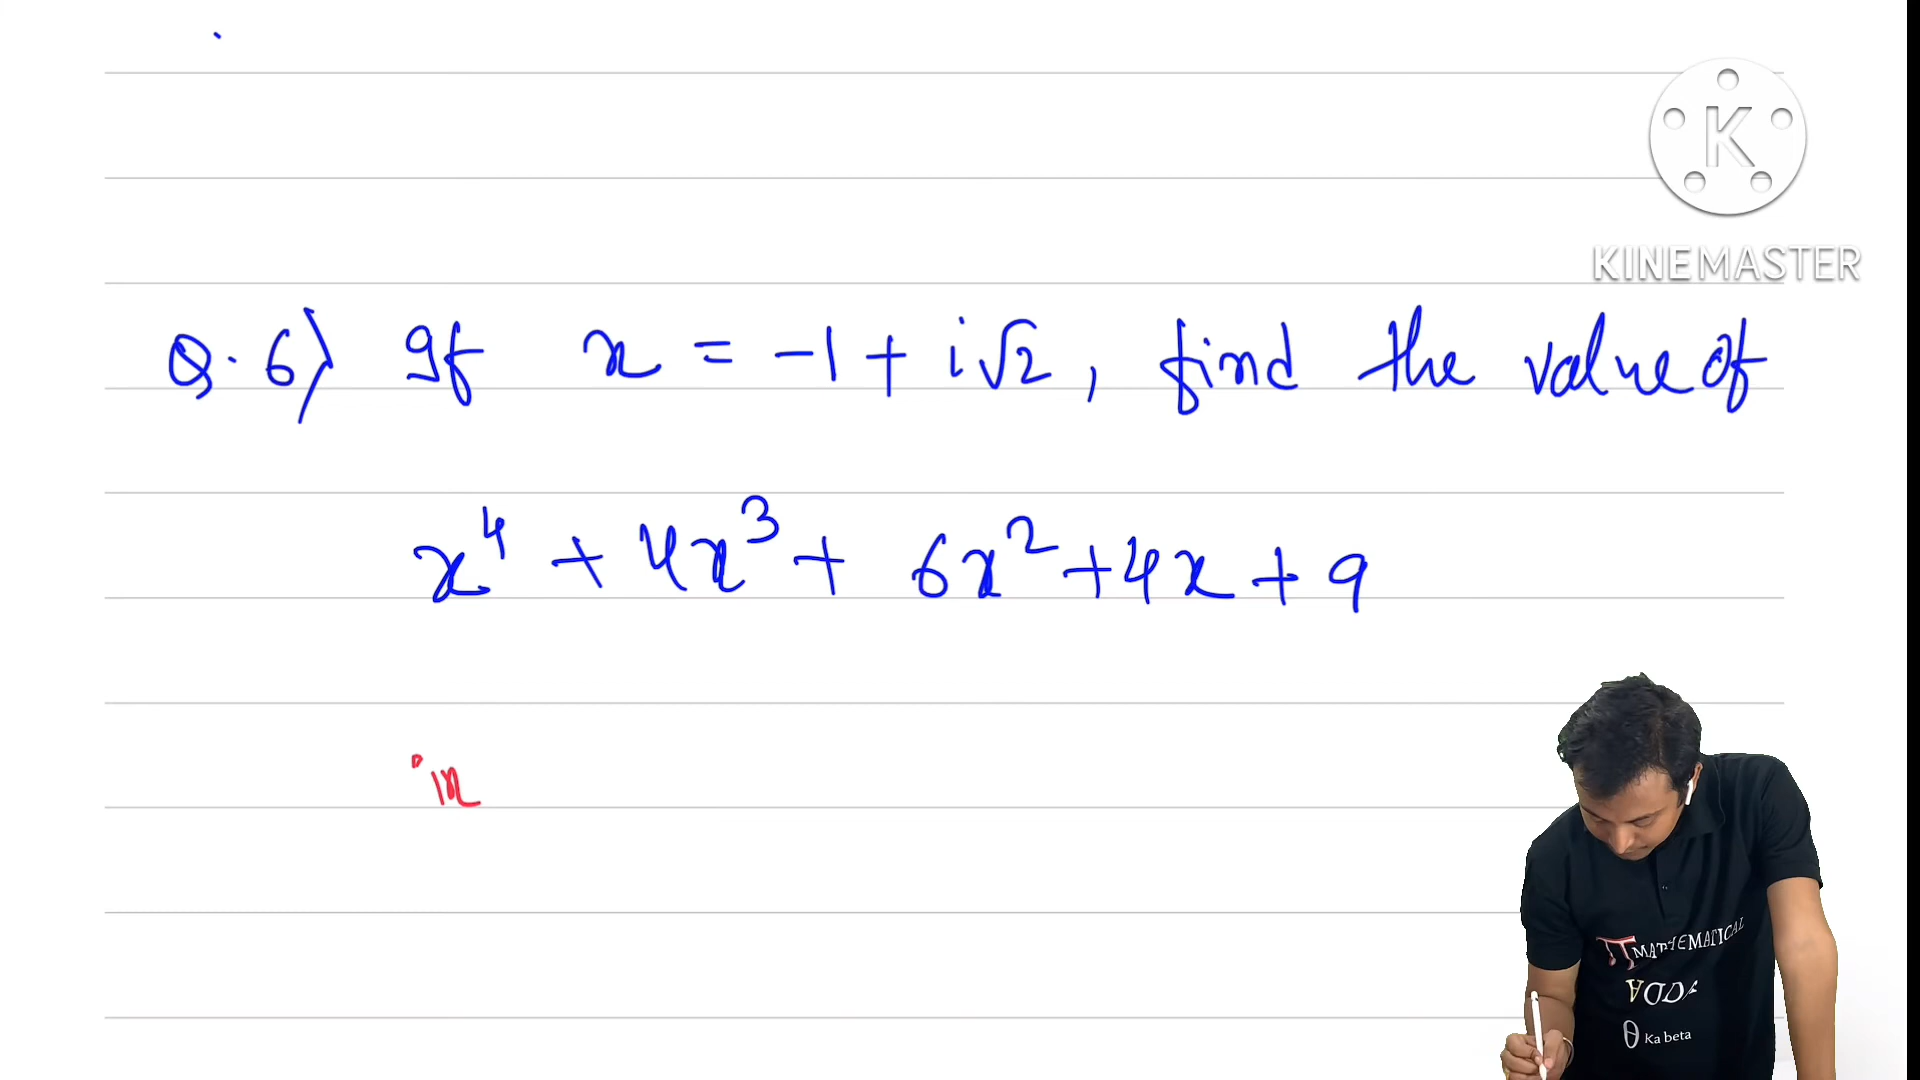 K
KINEMASTER
Q.6) If x = -1 + i√2, find the value of
x⁴ + 4x³ + 6x² + 4x + 9
MATHEMATICAL
Ka beta